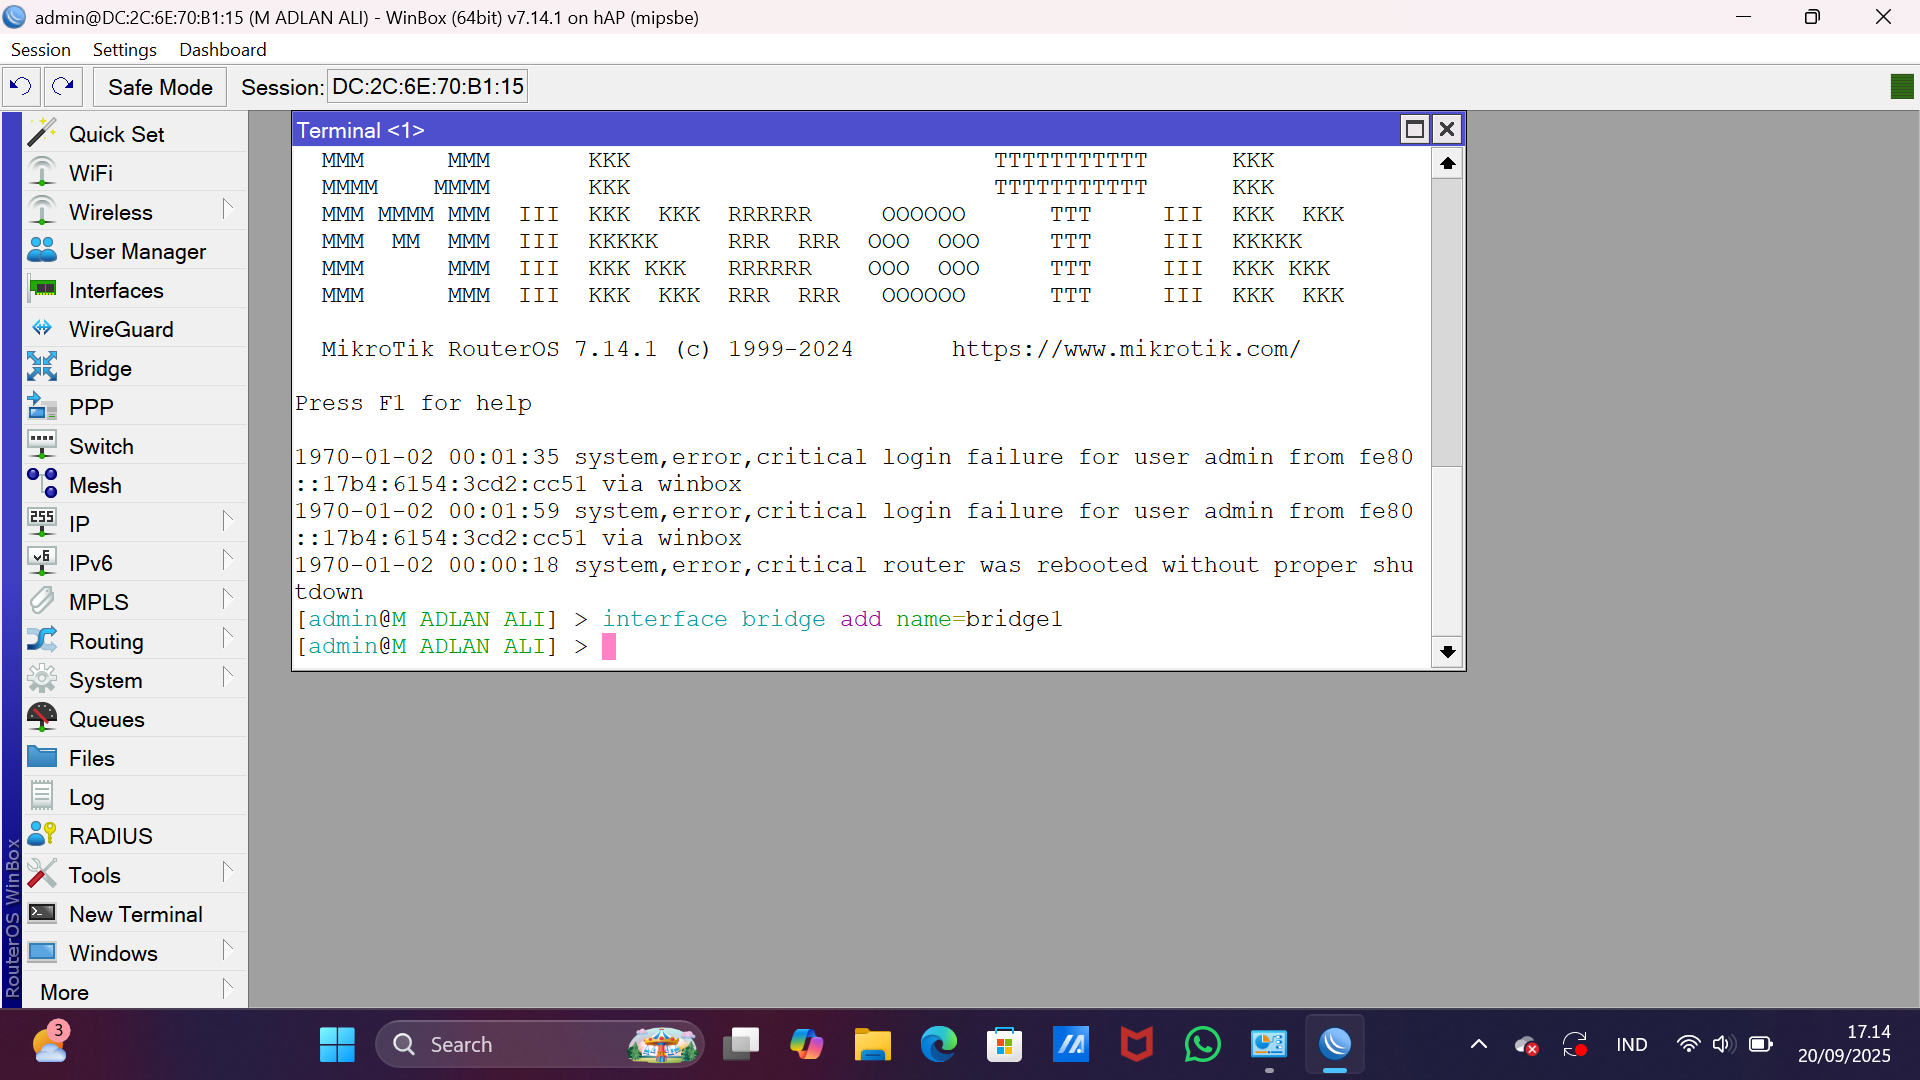 admin@DC:2C:6E:70:B1:15 (M ADLAN ALI) - WinBox (64bit) v7.14.1 on hAP (mipsbe)
Session Settings Dashboard
Safe Mode Session: DC:2C:6E:70:B1:15
Terminal <1>
Quick Set
WiFi
Wireless
User Manager
Interfaces
WireGuard
Bridge
PPP
Switch
Mesh
255 IP
v6 IPv6
MPLS
Routing
System
Queues
Files
Log
RADIUS
Tools
New Terminal
Windows
More
RouterOS WinBox
MMM MMM KKK TTTTTTTTTTT KKK
MMMM MMMM KKK TTTTTTTTTTT KKK
MMM MMMM MMM III KKK KKK RRRRRR OOOOOO TTT III KKK KKK
MMM MM MMM III KKKKK RRR RRR OOO OOO TTT III KKKKK
MMM MMM III KKK KKK RRRRRR OOO OOO TTT III KKK KKK
MMM MMM III KKK KKK RRR RRR OOOOOO TTT III KKK KKK
MikroTik RouterOS 7.14.1 (c) 1999-2024 https://www.mikrotik.com/
Press F1 for help
1970-01-02 00:01:35 system,error,critical login failure for user admin from fe80
::17b4:6154:3cd2:cc51 via winbox
1970-01-02 00:01:59 system,error,critical login failure for user admin from fe80
::17b4:6154:3cd2:cc51 via winbox
1970-01-02 00:00:18 system,error,critical router was rebooted without proper shu
tdown
[admin@M ADLAN ALI] > interface bridge add name=bridge1
[admin@M ADLAN ALI] >
3
Search
IND
17.14
20/09/2025